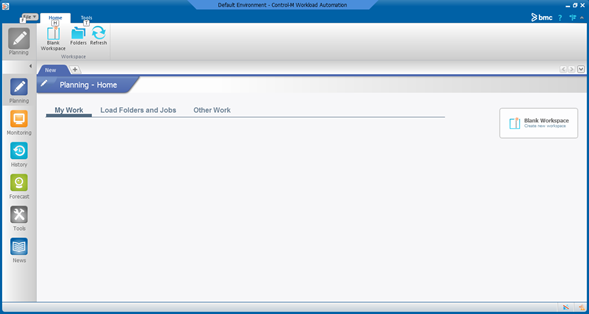 Default Environment - Control-M Workload Automation
File Home Tools
H
bmc ?
Planning
Blank Workspace
Folders
Refresh
Workspace
New
Planning - Home
Planning
My Work
Load Folders and Jobs
Other Work
Blank Workspace
Create new workspace
Monitoring
History
Forecast
Tools
News